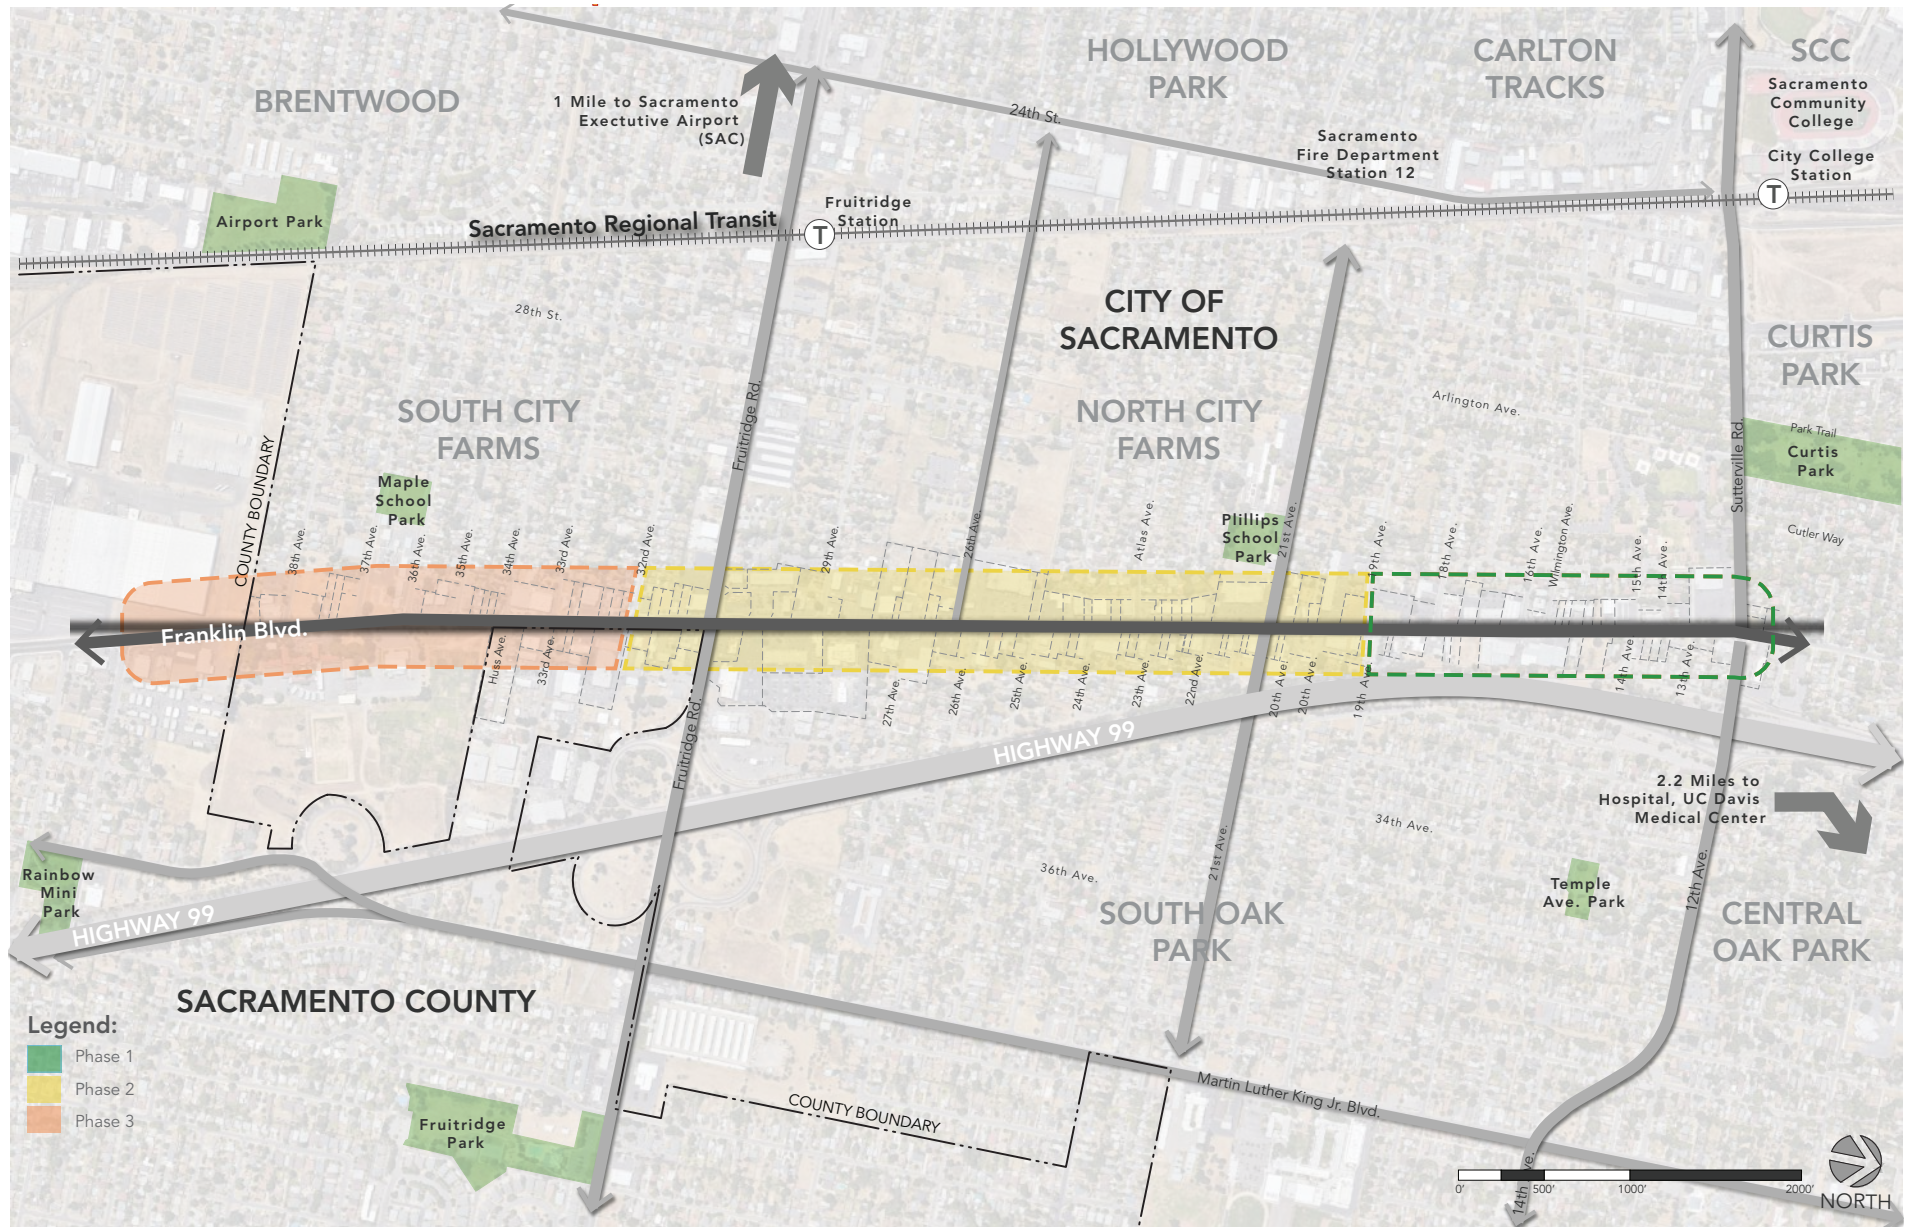 HOLLYWOOD
PARK
CARLTON
TRACKS
SCC
Sacramento
Community
College
BRENTWOOD
1 Mile to Sacramento
Exectutive Airport
(SAC)
24th St.
Sacramento
Fire Department
Station 12
City College
Station
T
Airport Park
Sacramento Regional Transit
Fruitridge
Station
T
28th St.
CITY OF
SACRAMENTO
CURTIS
PARK
SOUTH CITY
FARMS
Fruitridge Rd.
NORTH CITY
FARMS
Arlington Ave.
Sutterville Rd.
Park Trail
Curtis
Park
COUNTY BOUNDARY
Maple
School
Park
Plillips
School
Park
21st Ave.
Cutler Way
38th Ave.
37th Ave.
36th Ave.
35th Ave.
34th Ave.
33rd Ave.
32nd Ave.
29th Ave.
26th Ave.
Atlas Ave.
19th Ave.
18th Ave.
16th Ave.
Wilmington Ave.
15th Ave.
14th Ave.
Franklin Blvd.
Huss Ave.
33rd Ave.
Fruitridge Rd.
27th Ave.
26th Ave.
25th Ave.
24th Ave.
23rd Ave.
22nd Ave.
20th Ave.
20th Ave.
19th Ave.
14th Ave.
13th Ave.
HIGHWAY 99
2.2 Miles to
Hospital, UC Davis
Medical Center
34th Ave.
36th Ave.
21st Ave.
12th Ave.
Rainbow
Mini
Park
HIGHWAY 99
Temple
Ave. Park
SOUTH OAK
PARK
CENTRAL
OAK PARK
SACRAMENTO COUNTY
Legend:
Phase 1
Phase 2
Phase 3
Fruitridge
Park
COUNTY BOUNDARY
Martin Luther King Jr. Blvd.
14th Ave.
0'
500'
1000'
2000'
NORTH